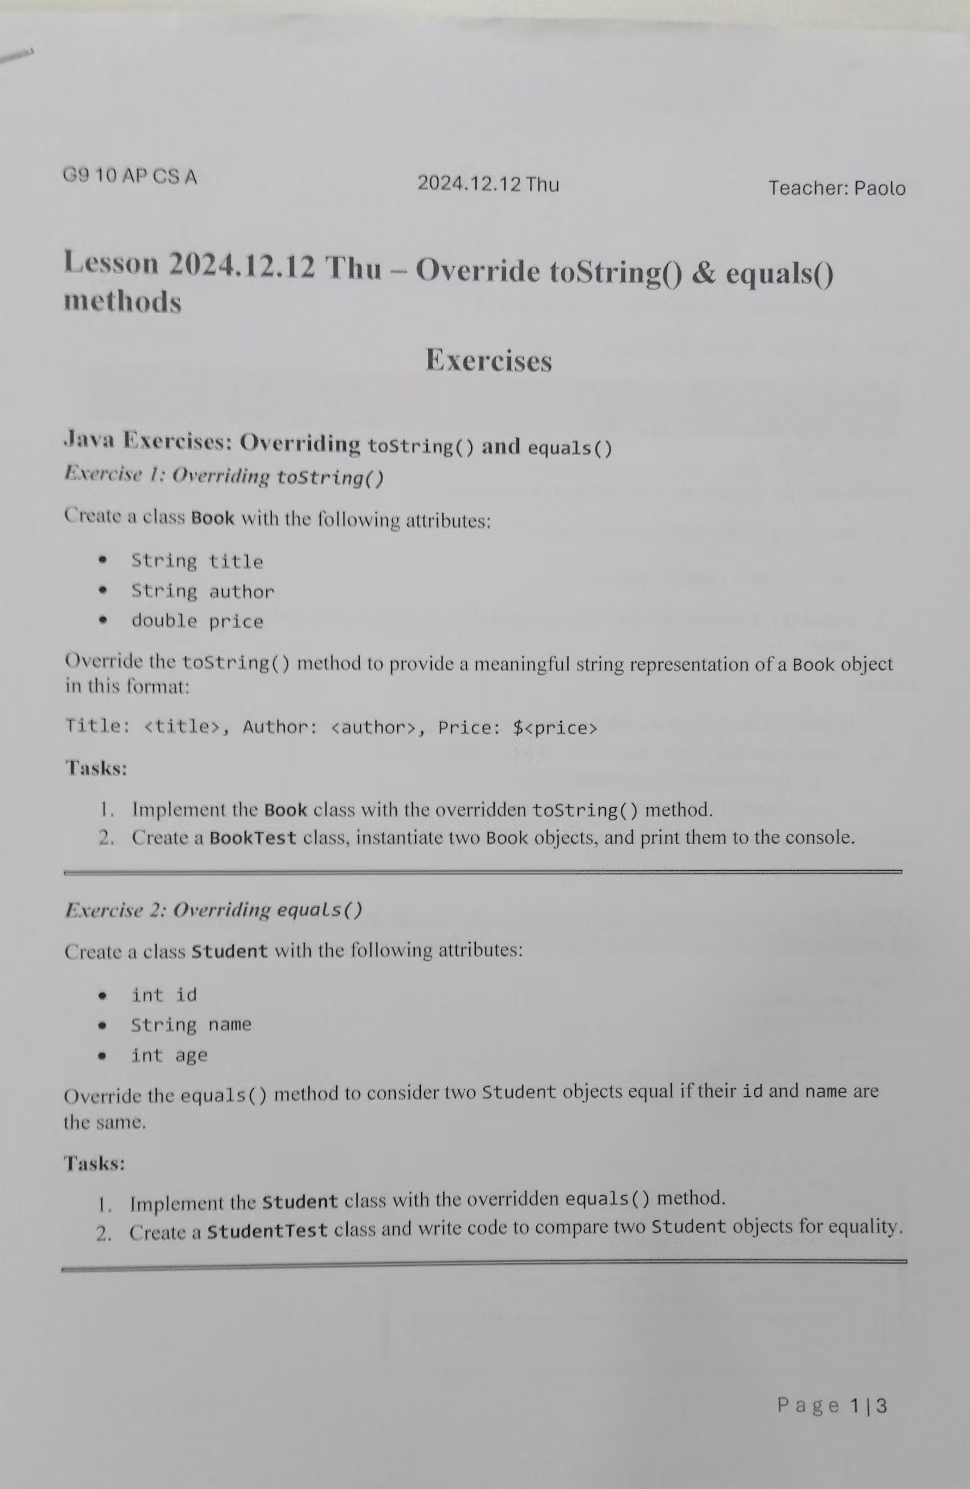 G9 10 AP CS A
2024.12.12 Thu
Teacher: Paolo
Lesson 2024.12.12 Thu – Override toString() & equals()
methods
Exercises
Java Exercises: Overriding toString() and equals()
Exercise 1: Overriding toString()
Create a class Book with the following attributes:
• String title
• String author
• double price
Override the toString() method to provide a meaningful string representation of a Book object
in this format:
Title: <title>, Author: <author>, Price: $<price>
Tasks:
1. Implement the Book class with the overridden toString() method.
2. Create a BookTest class, instantiate two Book objects, and print them to the console.
Exercise 2: Overriding equals()
Create a class Student with the following attributes:
• int id
• String name
• int age
Override the equals() method to consider two Student objects equal if their id and name are
the same.
Tasks:
1. Implement the Student class with the overridden equals() method.
2. Create a StudentTest class and write code to compare two Student objects for equality.
Page 1|3